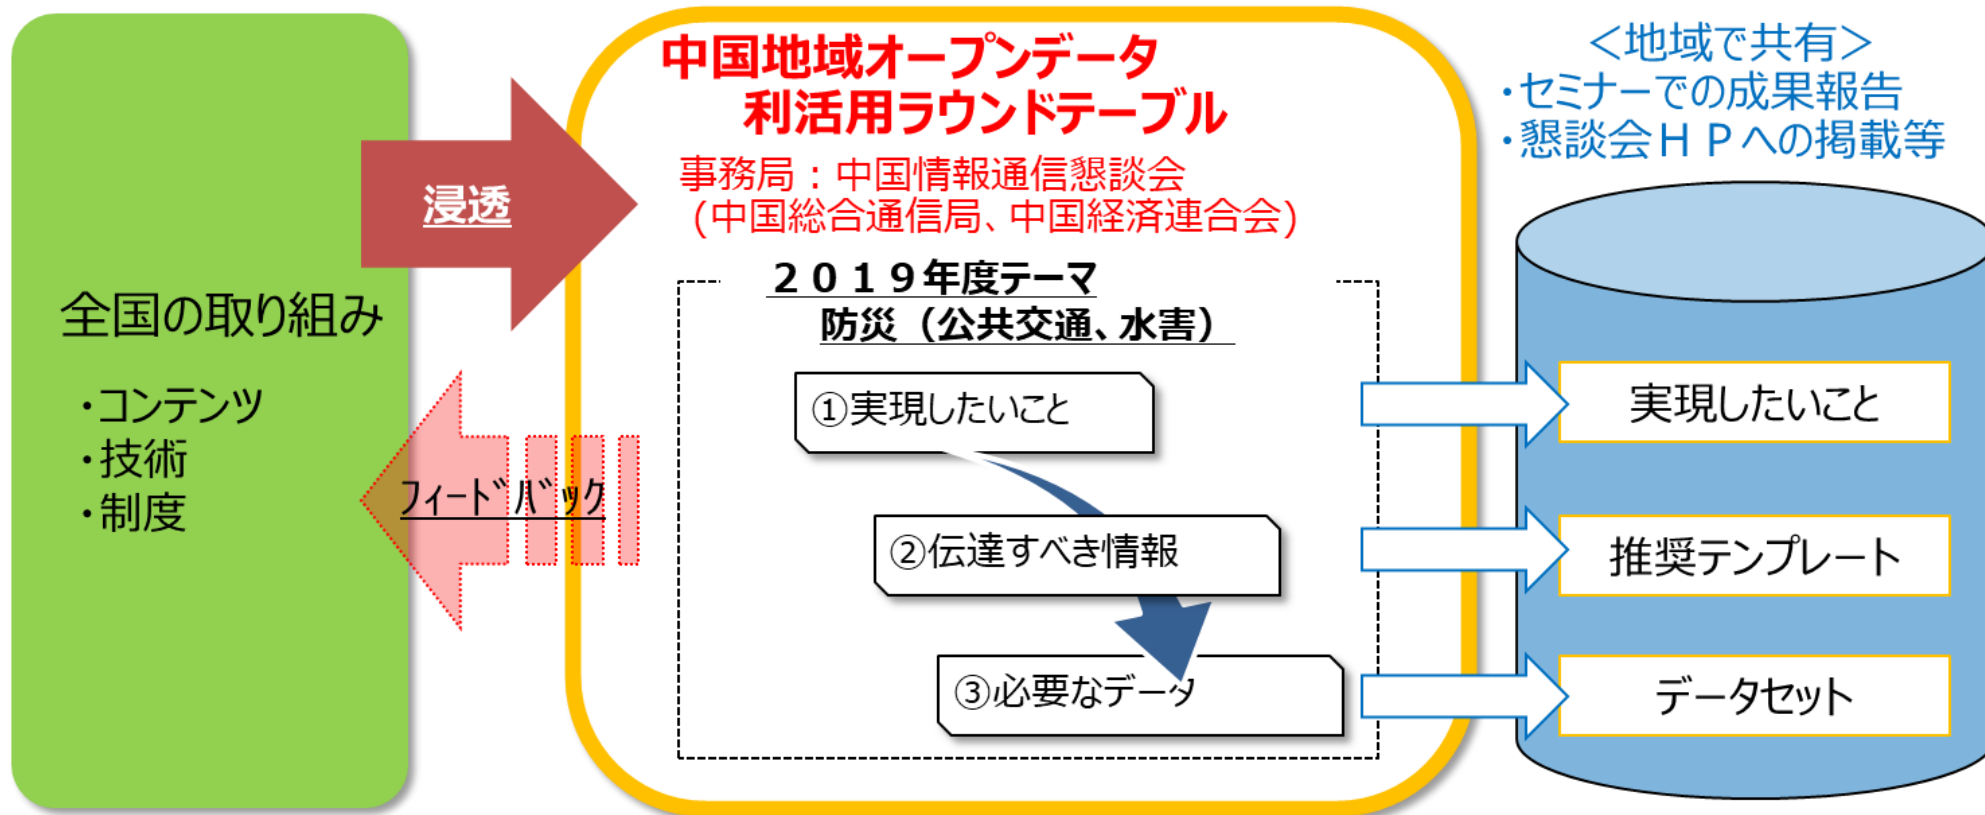 全国の取り組み
・コンテンツ
・技術
・制度
浸透
フィードバック
中国地域オープンデータ
利活用ラウンドテーブル
事務局：中国情報通信懇談会
(中国総合通信局、中国経済連合会)
２０１９年度テーマ
防災（公共交通、水害）
①実現したいこと
②伝達すべき情報
③必要なデータ
＜地域で共有＞
・セミナーでの成果報告
・懇談会ＨＰへの掲載等
実現したいこと
推奨テンプレート
データセット